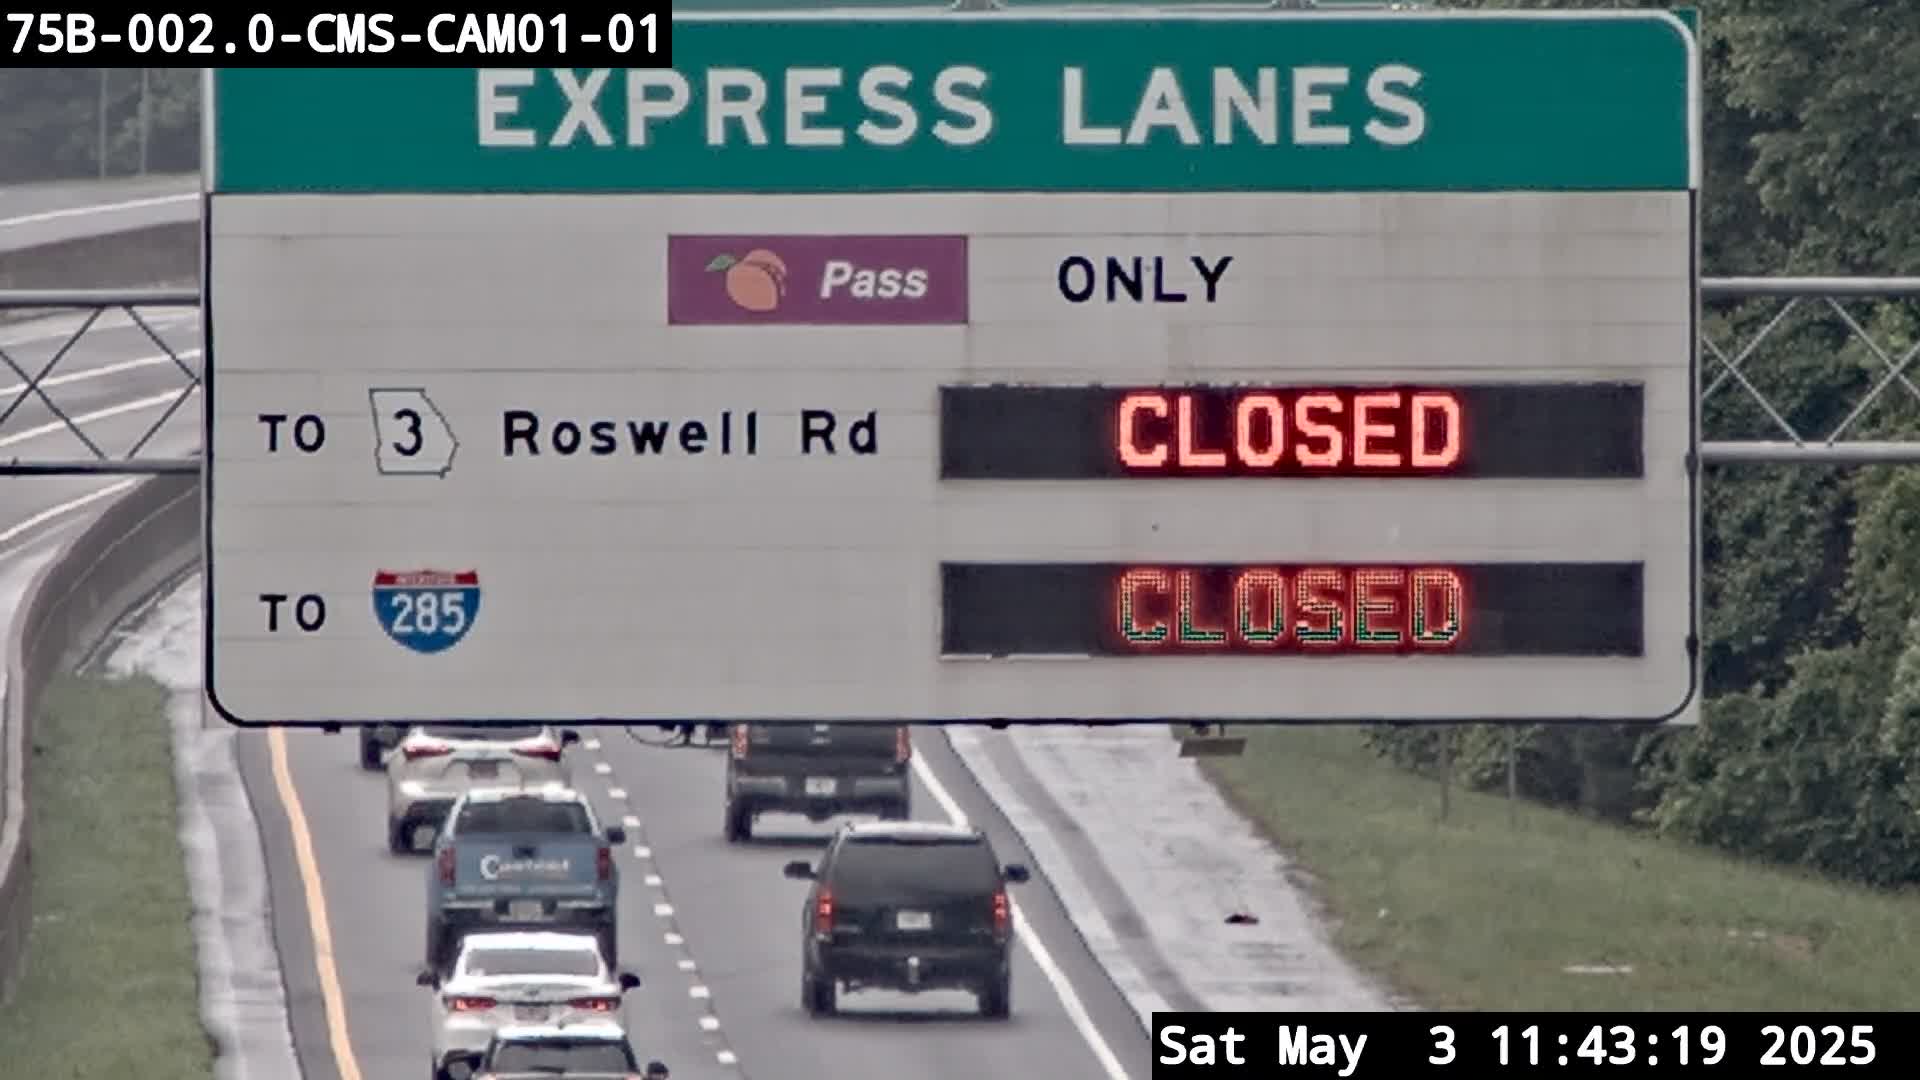 75B-002.0-CMS-CAM01-01
EXPRESS LANES
Pass ONLY
TO 3 Roswell Rd CLOSED
TO INTERSTATE 285 CLOSED
Sat May 3 11:43:19 2025